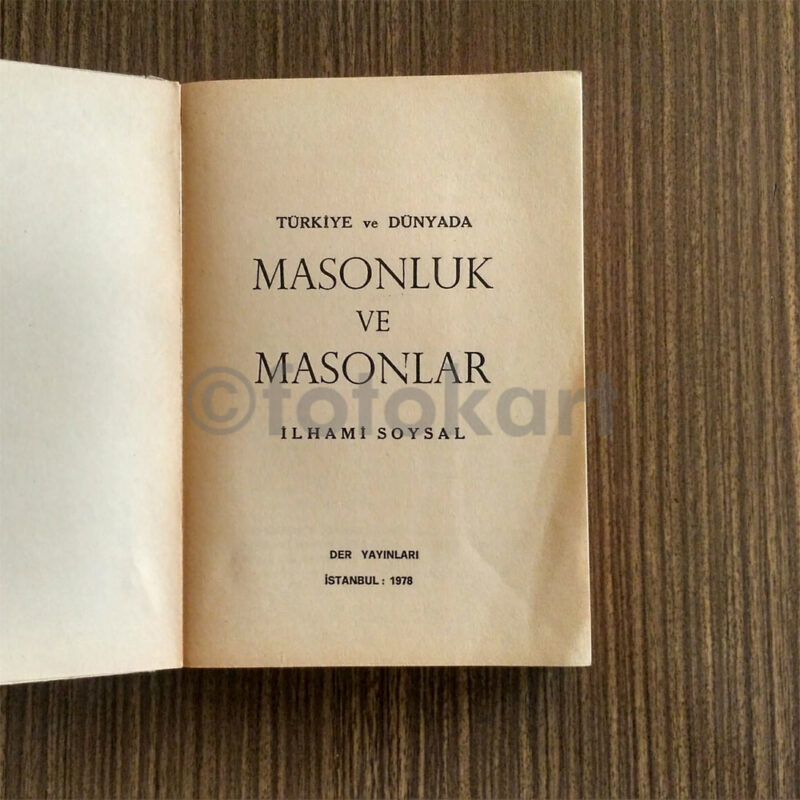 TÜRKİYE ve DÜNYADA
MASONLUK
VE
MASONLAR
©fotokart
İLHAMİ SOYSAL
DER YAYINLARI
İSTANBUL: 1978